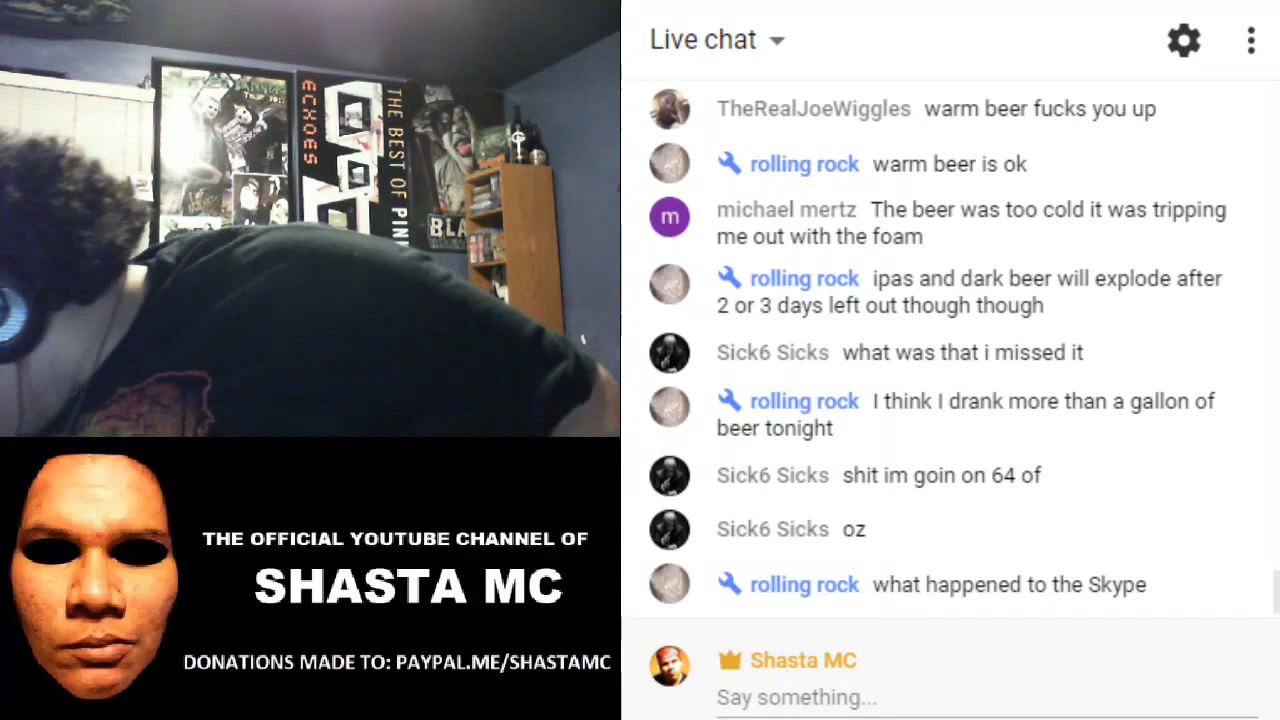 ECHOES
THE BEST OF PIN
BLA
THE OFFICIAL YOUTUBE CHANNEL OF
SHASTA MC
DONATIONS MADE TO: PAYPAL.ME/SHASTAMC
Live chat
TheRealJoeWiggles warm beer fucks you up
rolling rock warm beer is ok
m
michael mertz The beer was too cold it was tripping
me out with the foam
rolling rock ipas and dark beer will explode after
2 or 3 days left out though though
Sick6 Sicks what was that i missed it
rolling rock I think I drank more than a gallon of
beer tonight
Sick6 Sicks shit im goin on 64 of
Sick6 Sicks oz
rolling rock what happened to the Skype
Shasta MC
Say something...